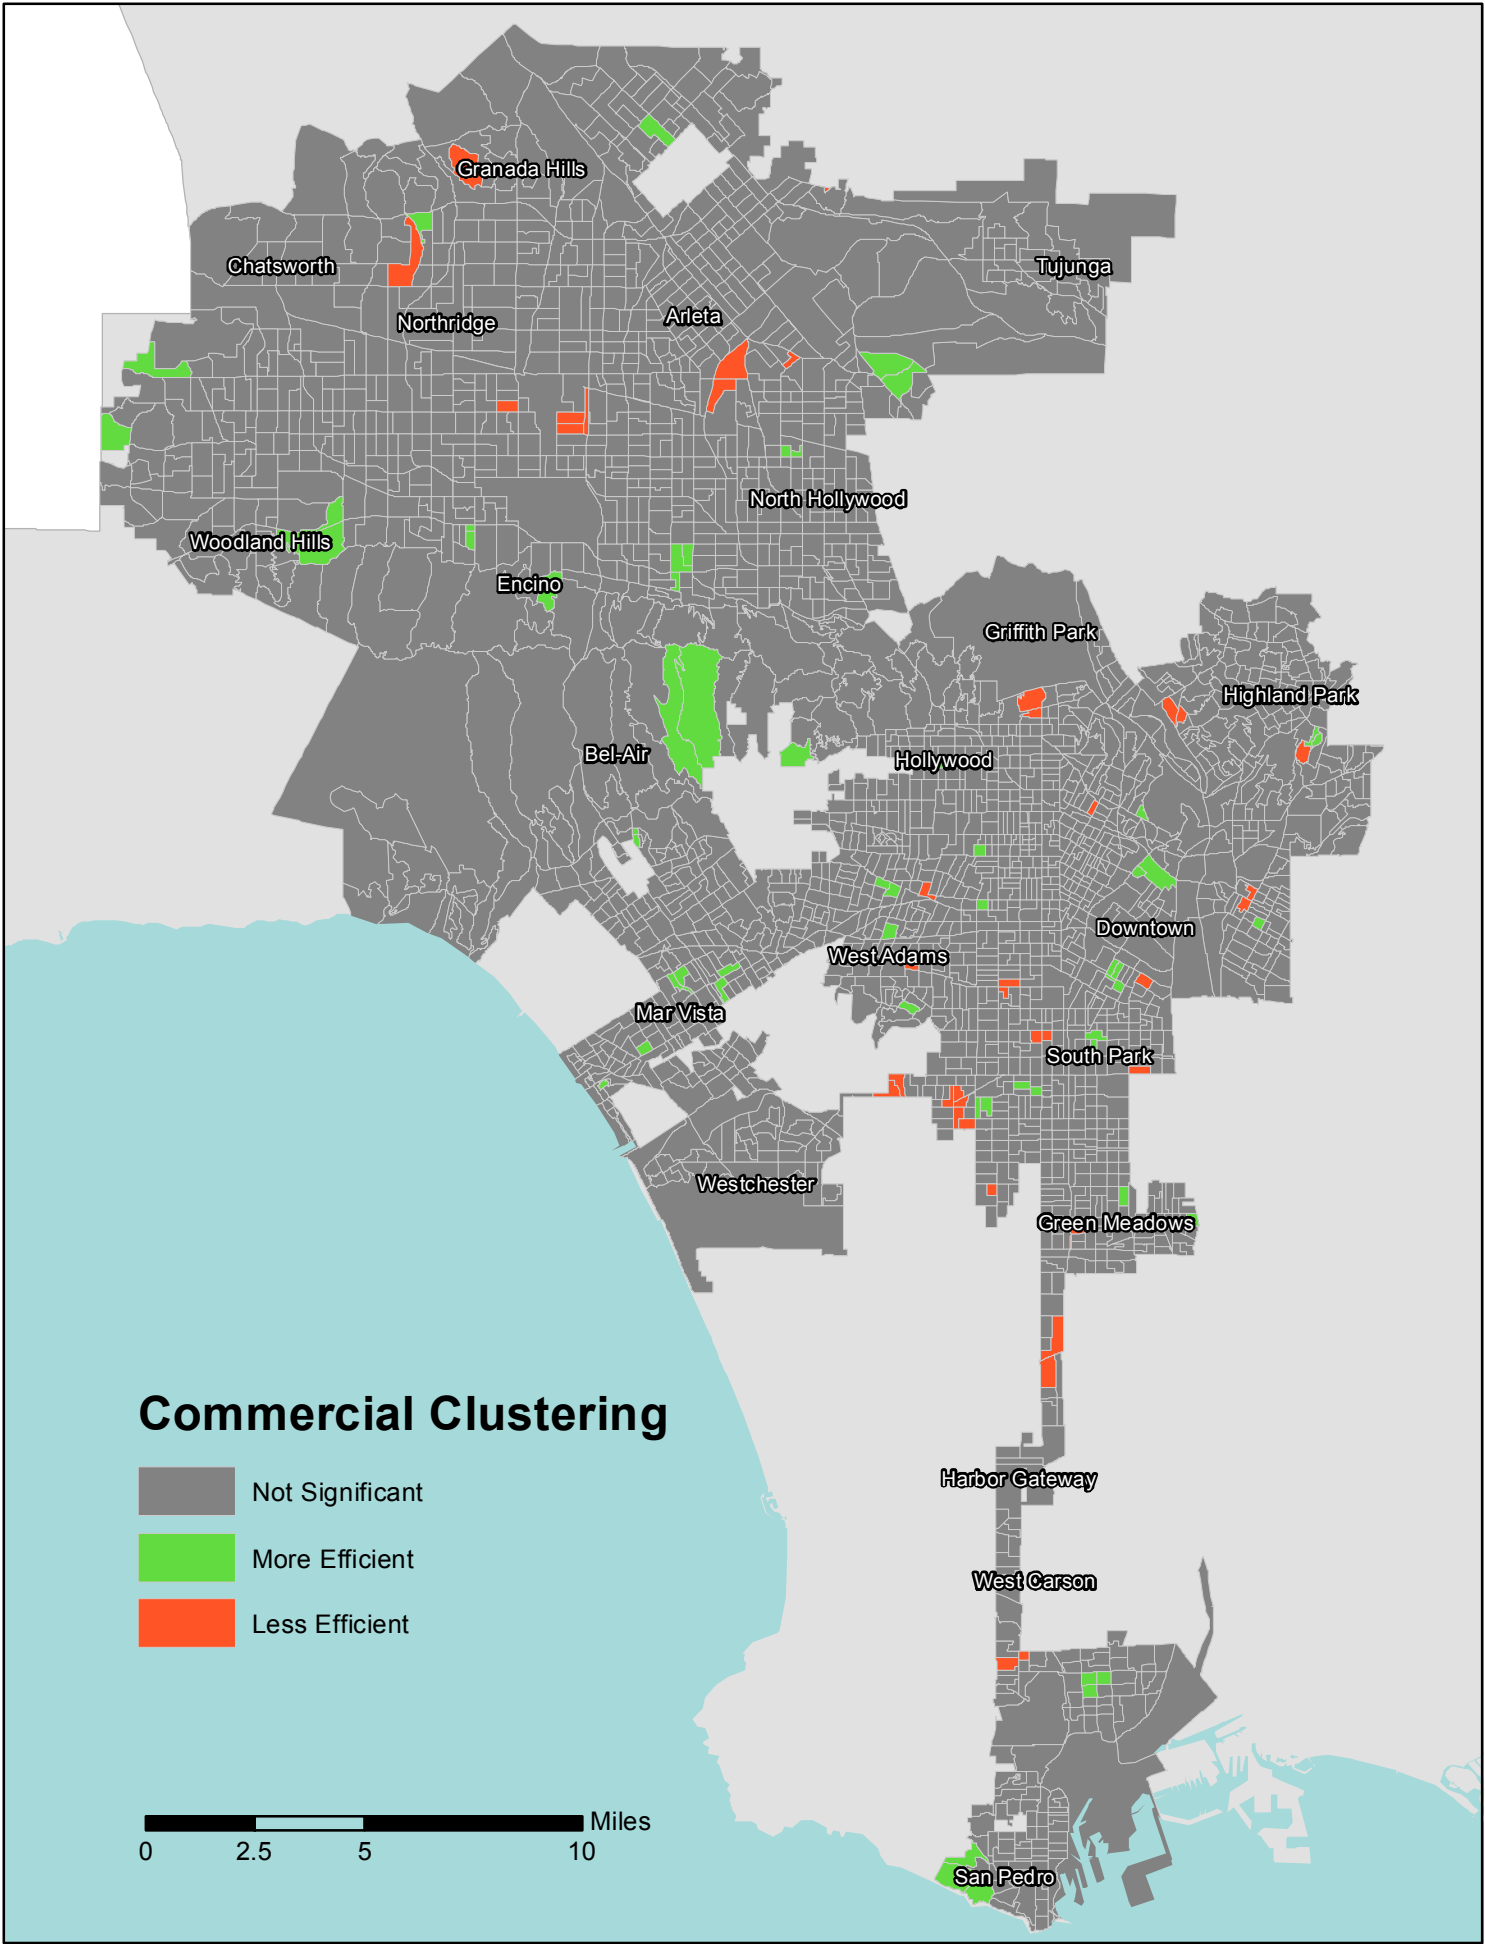 Granada Hills
Chatsworth
Tujunga
Northridge
Arleta
North Hollywood
Woodland Hills
Encino
Griffith Park
Highland Park
Bel-Air
Hollywood
Downtown
West Adams
Mar Vista
South Park
Westchester
Green Meadows
Commercial Clustering
Not Significant
More Efficient
Less Efficient
Harbor Gateway
West Carson
Miles
0 2.5 5 10
San Pedro